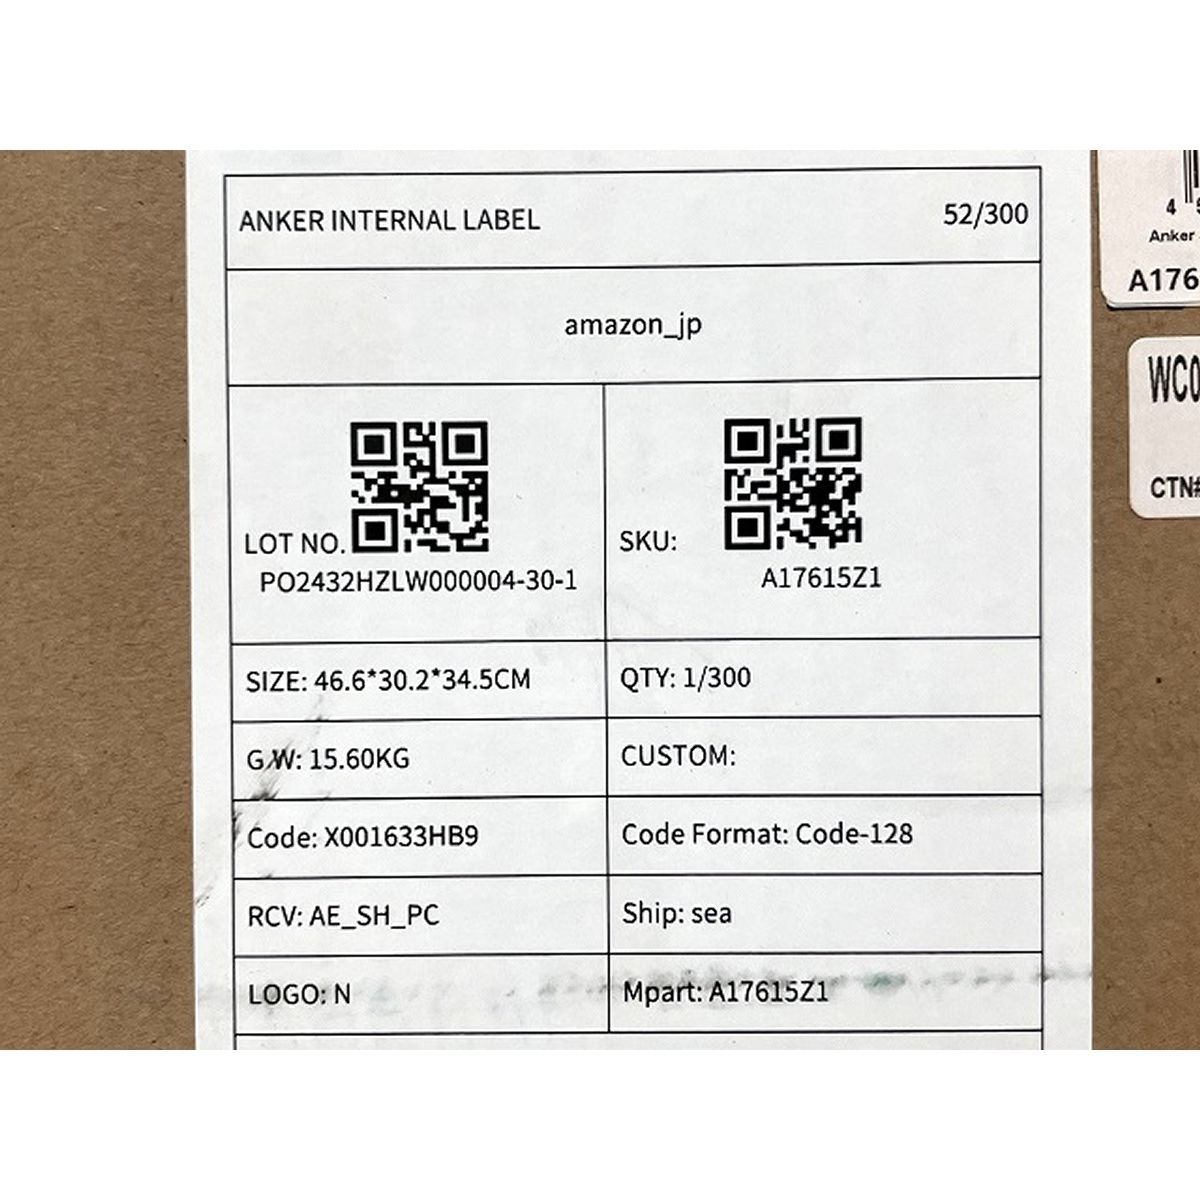 ANKER INTERNAL LABEL 52/300
amazon_jp
LOT NO.
PO2432HZLW000004-30-1
SKU:
A17615Z1
SIZE: 46.6*30.2*34.5CM QTY: 1/300
G.W: 15.60KG CUSTOM:
Code: X001633HB9 Code Format: Code-128
RCV: AE_SH_PC Ship: sea
LOGO: N Mpart: A17615Z1
4
Anker
A176
WC0
CTN#